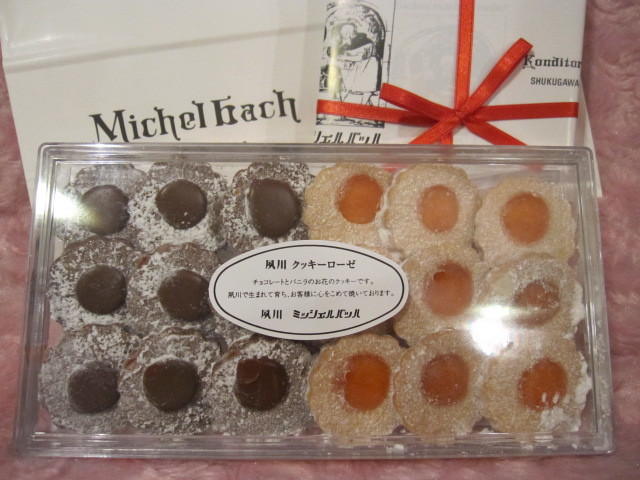 Michel Bach
Konditor
SHUKUGAWA
ミッシェルバッハ
夙川 クッキーローゼ
チョコレートとバニラのお花のクッキーです。
夙川で生まれて育ち、お客様に心をこめて焼いております。
夙川 ミッシェルバッハ